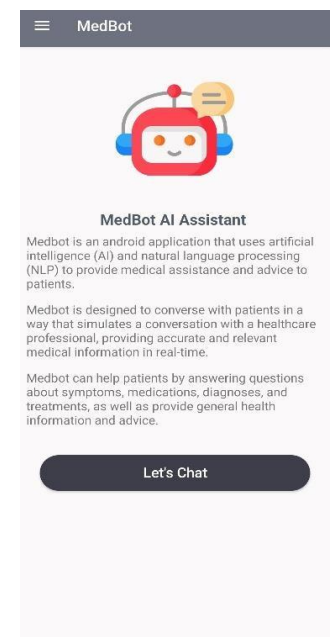 MedBot
MedBot AI Assistant
Medbot is an android application that uses artificial
intelligence (AI) and natural language processing
(NLP) to provide medical assistance and advice to
patients.
Medbot is designed to converse with patients in a
way that simulates a conversation with a healthcare
professional, providing accurate and relevant
medical information in real-time.
Medbot can help patients by answering questions
about symptoms, medications, diagnoses, and
treatments, as well as provide general health
information and advice.
Let's Chat